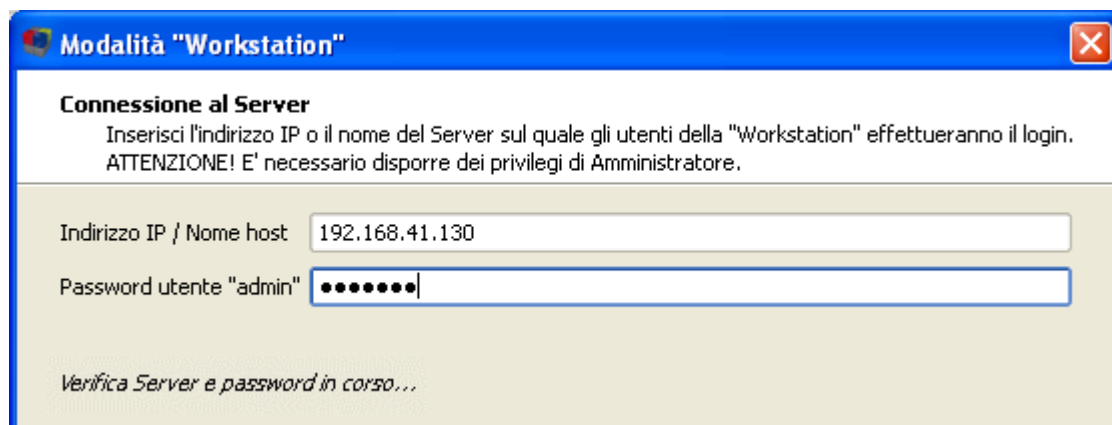 Modalità "Workstation"
Connessione al Server
Inserisci l'indirizzo IP o il nome del Server sul quale gli utenti della "Workstation" effettueranno il login.
ATTENZIONE! E' necessario disporre dei privilegi di Amministratore.
Indirizzo IP / Nome host 192.168.41.130
Password utente "admin" ●●●●●●●
Verifica Server e password in corso...